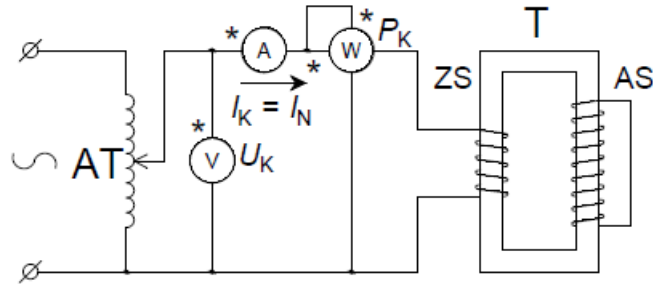 * * T
A W P_K
* ZS AS
I_K = I_N
*
AT V U_K